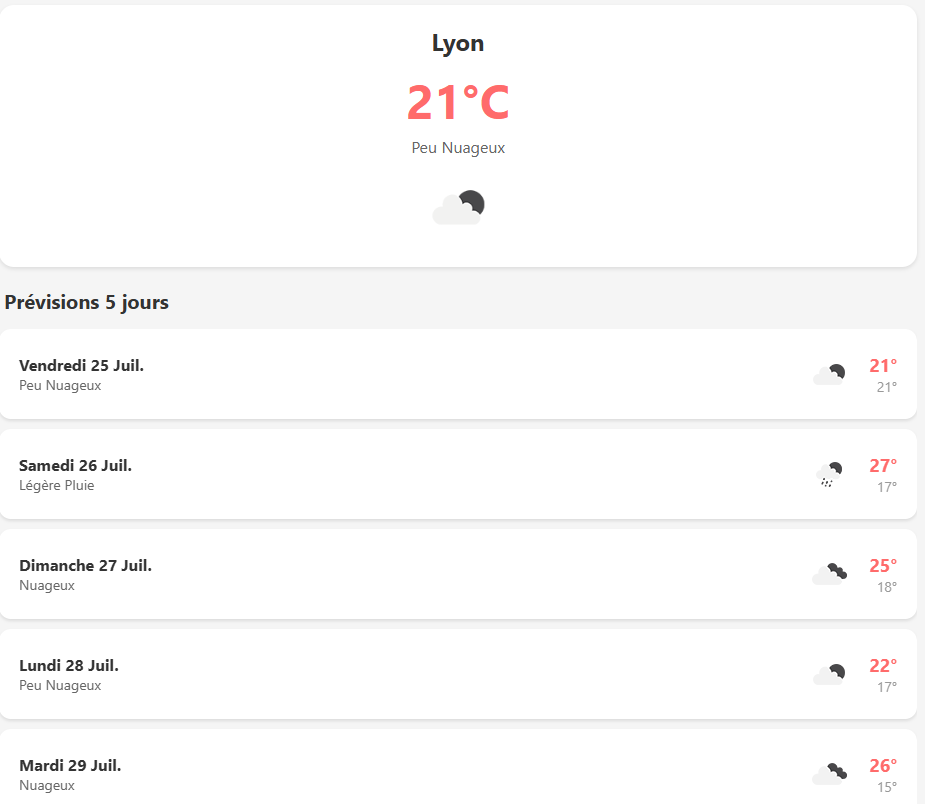 Lyon
21°C
Peu Nuageux
Prévisions 5 jours
Vendredi 25 Juil.
Peu Nuageux
21°
21°
Samedi 26 Juil.
Légère Pluie
27°
17°
Dimanche 27 Juil.
Nuageux
25°
18°
Lundi 28 Juil.
Peu Nuageux
22°
17°
Mardi 29 Juil.
Nuageux
26°
15°